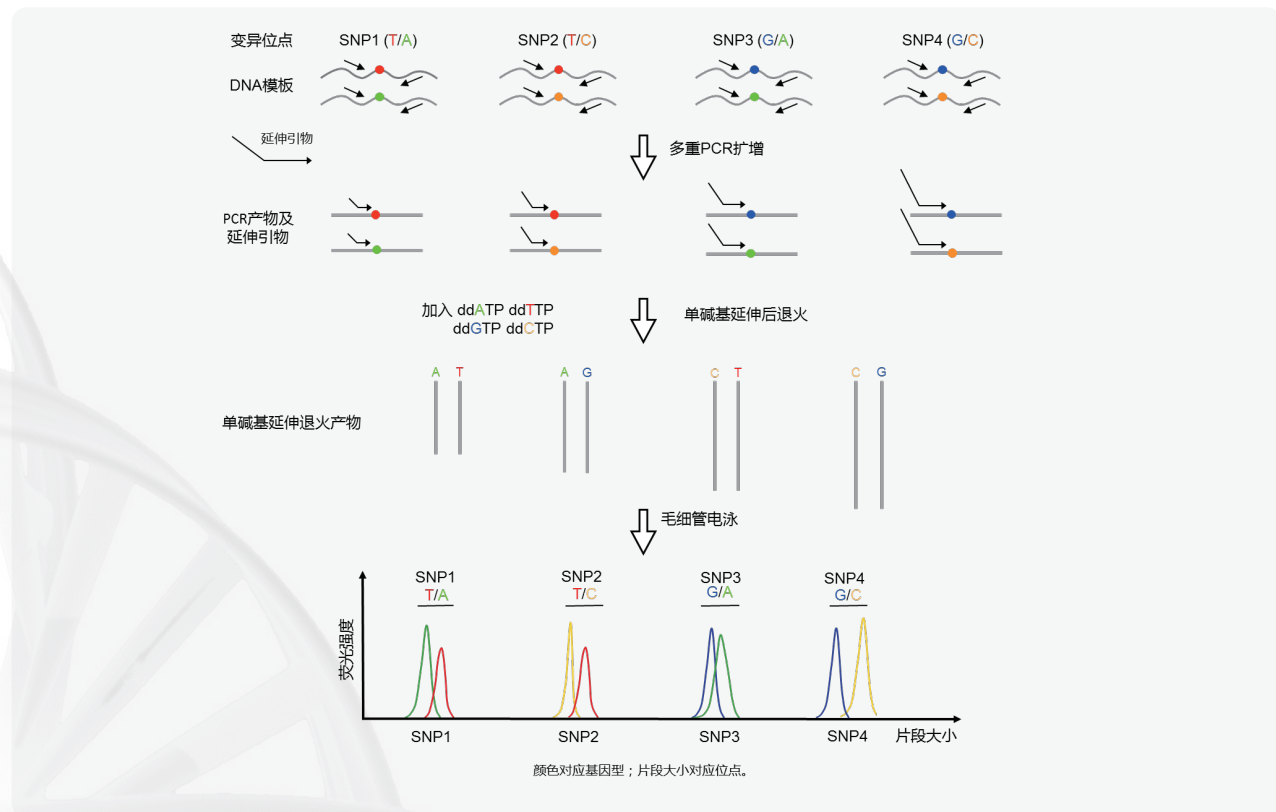 变异位点 SNP1 (T/A) SNP2 (T/C) SNP3 (G/A) SNP4 (G/C)
DNA模板
延伸引物
多重PCR扩增
PCR产物及
延伸引物
加入 ddATP ddTTP
ddGTP ddCTP
单碱基延伸后退火
A T A G C T C G
单碱基延伸退火产物
毛细管电泳
SNP1 SNP2 SNP3 SNP4
T/A T/C G/A G/C
荧光强度
SNP1 SNP2 SNP3 SNP4 片段大小
颜色对应基因型；片段大小对应位点。